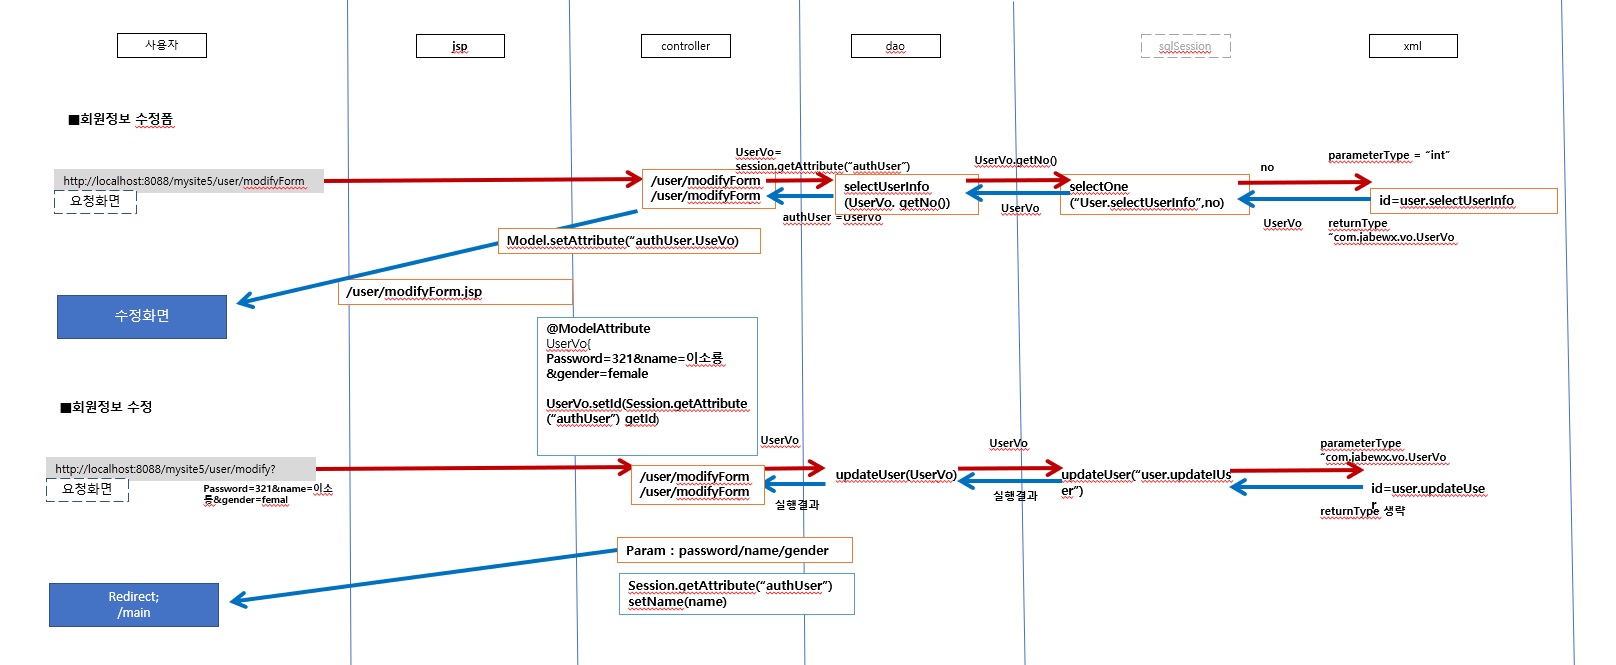 사용자
jsp
controller
dao
sqlSession
xml
■회원정보 수정폼
http://localhost:8088/mysite5/user/modifyForm
요청화면
/user/modifyForm
/user/modifyForm
UserVo=
session.getAttribute(“authUser”)
authUser =UserVo
selectUserInfo
(UserVo. getNo())
UserVo.getNo()
UserVo
selectOne
(“User.selectUserInfo”,no)
no
UserVo
parameterType = “int”
id=user.selectUserInfo
returnType
“com.jabewx.vo.UserVo
Model.setAttribute(“authUser.UseVo)
/user/modifyForm.jsp
수정화면
@ModelAttribute
UserVo{
Password=321&name=이소룡
&gender=female
UserVo.setId(Session.getAttribute
(“authUser”) getId)
■회원정보 수정
http://localhost:8088/mysite5/user/modify?
요청화면
Password=321&name=이소
룡&gender=femal
/user/modifyForm
/user/modifyForm
UserVo
실행결과
updateUser(UserVo)
UserVo
실행결과
updateUser(“user.updateIUs
er”)
parameterType
“com.jabewx.vo.UserVo
id=user.updateUse
r
returnType 생략
Param : password/name/gender
Session.getAttribute(“authUser”)
setName(name)
Redirect;
/main